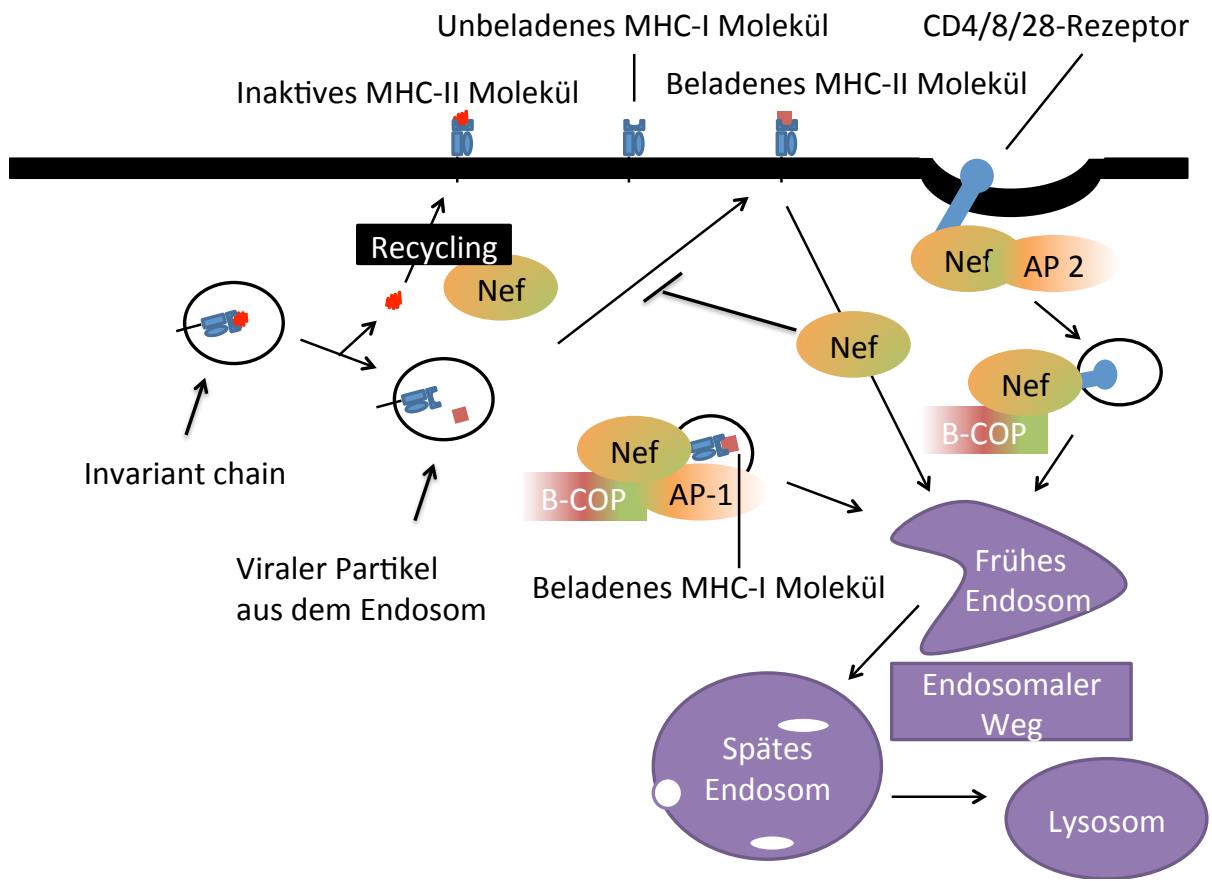 Unbeladenes MHC-I Molekül
CD4/8/28-Rezeptor
Inaktives MHC-II Molekül
Beladenes MHC-II Molekül
Recycling
Nef
Nef
AP 2
Nef
Nef
B-COP
Invariant chain
Nef
B-COP
AP-1
Viraler Partikel
aus dem Endosom
Beladenes MHC-I Molekül
Frühes
Endosom
Endosomaler
Weg
Spätes
Endosom
Lysosom